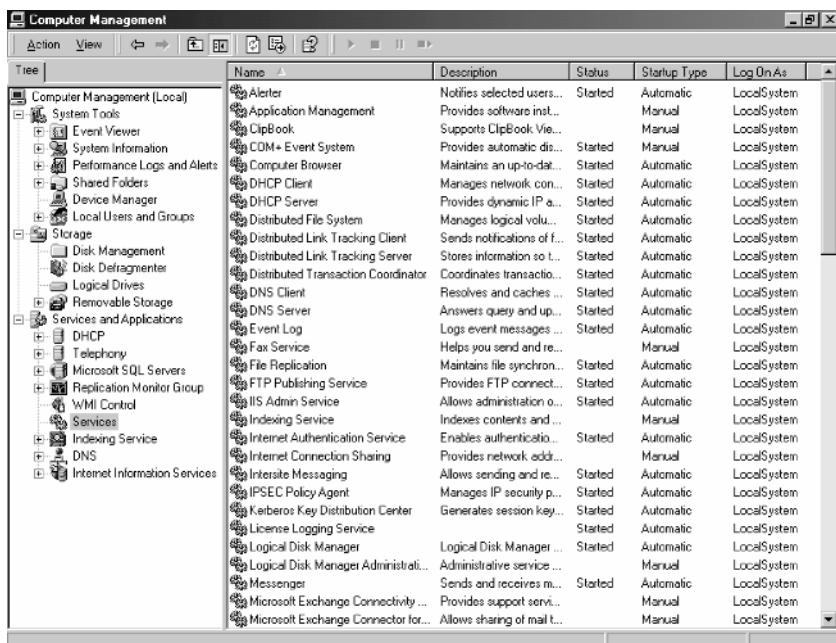 Computer Management
Action View
Tree
Computer Management (Local)
System Tools
Event Viewer
System Information
Performance Logs and Alerts
Shared Folders
Device Manager
Local Users and Groups
Storage
Disk Management
Disk Defragmenter
Logical Drives
Removable Storage
Services and Applications
DHCP
Telephony
Microsoft SQL Servers
Replication Monitor Group
WMI Control
Services
Indexing Service
DNS
Internet Information Services
Name Description Status Startup Type Log On As
Alerter Notifies selected users... Started Automatic LocalSystem
Application Management Provides software inst... Manual LocalSystem
ClipBook Supports ClipBook Vie... Manual LocalSystem
COM+ Event System Provides automatic dis... Started Manual LocalSystem
Computer Browser Maintains an up-to-dat... Started Automatic LocalSystem
DHCP Client Manages network con... Started Automatic LocalSystem
DHCP Server Provides dynamic IP a... Started Automatic LocalSystem
Distributed File System Manages logical volu... Started Automatic LocalSystem
Distributed Link Tracking Client Sends notifications of f... Started Automatic LocalSystem
Distributed Link Tracking Server Stores information so t... Started Automatic LocalSystem
Distributed Transaction Coordinator Coordinates transactio... Started Automatic LocalSystem
DNS Client Resolves and caches ... Started Automatic LocalSystem
DNS Server Answers query and up... Started Automatic LocalSystem
Event Log Logs event messages ... Started Automatic LocalSystem
Fax Service Helps you send and re... Manual LocalSystem
File Replication Maintains file synchron... Started Automatic LocalSystem
FTP Publishing Service Provides FTP connect... Started Automatic LocalSystem
IIS Admin Service Allows administration o... Started Automatic LocalSystem
Indexing Service Indexes contents and ... Manual LocalSystem
Internet Authentication Service Enables authenticatio... Started Automatic LocalSystem
Internet Connection Sharing Provides network addr... Manual LocalSystem
Intersite Messaging Allows sending and re... Started Automatic LocalSystem
IPSEC Policy Agent Manages IP security p... Started Automatic LocalSystem
Kerberos Key Distribution Center Generates session key... Started Automatic LocalSystem
License Logging Service Started Automatic LocalSystem
Logical Disk Manager Logical Disk Manager ... Started Automatic LocalSystem
Logical Disk Manager Administrati... Administrative service ... Manual LocalSystem
Messenger Sends and receives m... Started Automatic LocalSystem
Microsoft Exchange Connectivity ... Provides support servi... Manual LocalSystem
Microsoft Exchange Connector for... Allows sharing of mail t... Manual LocalSystem